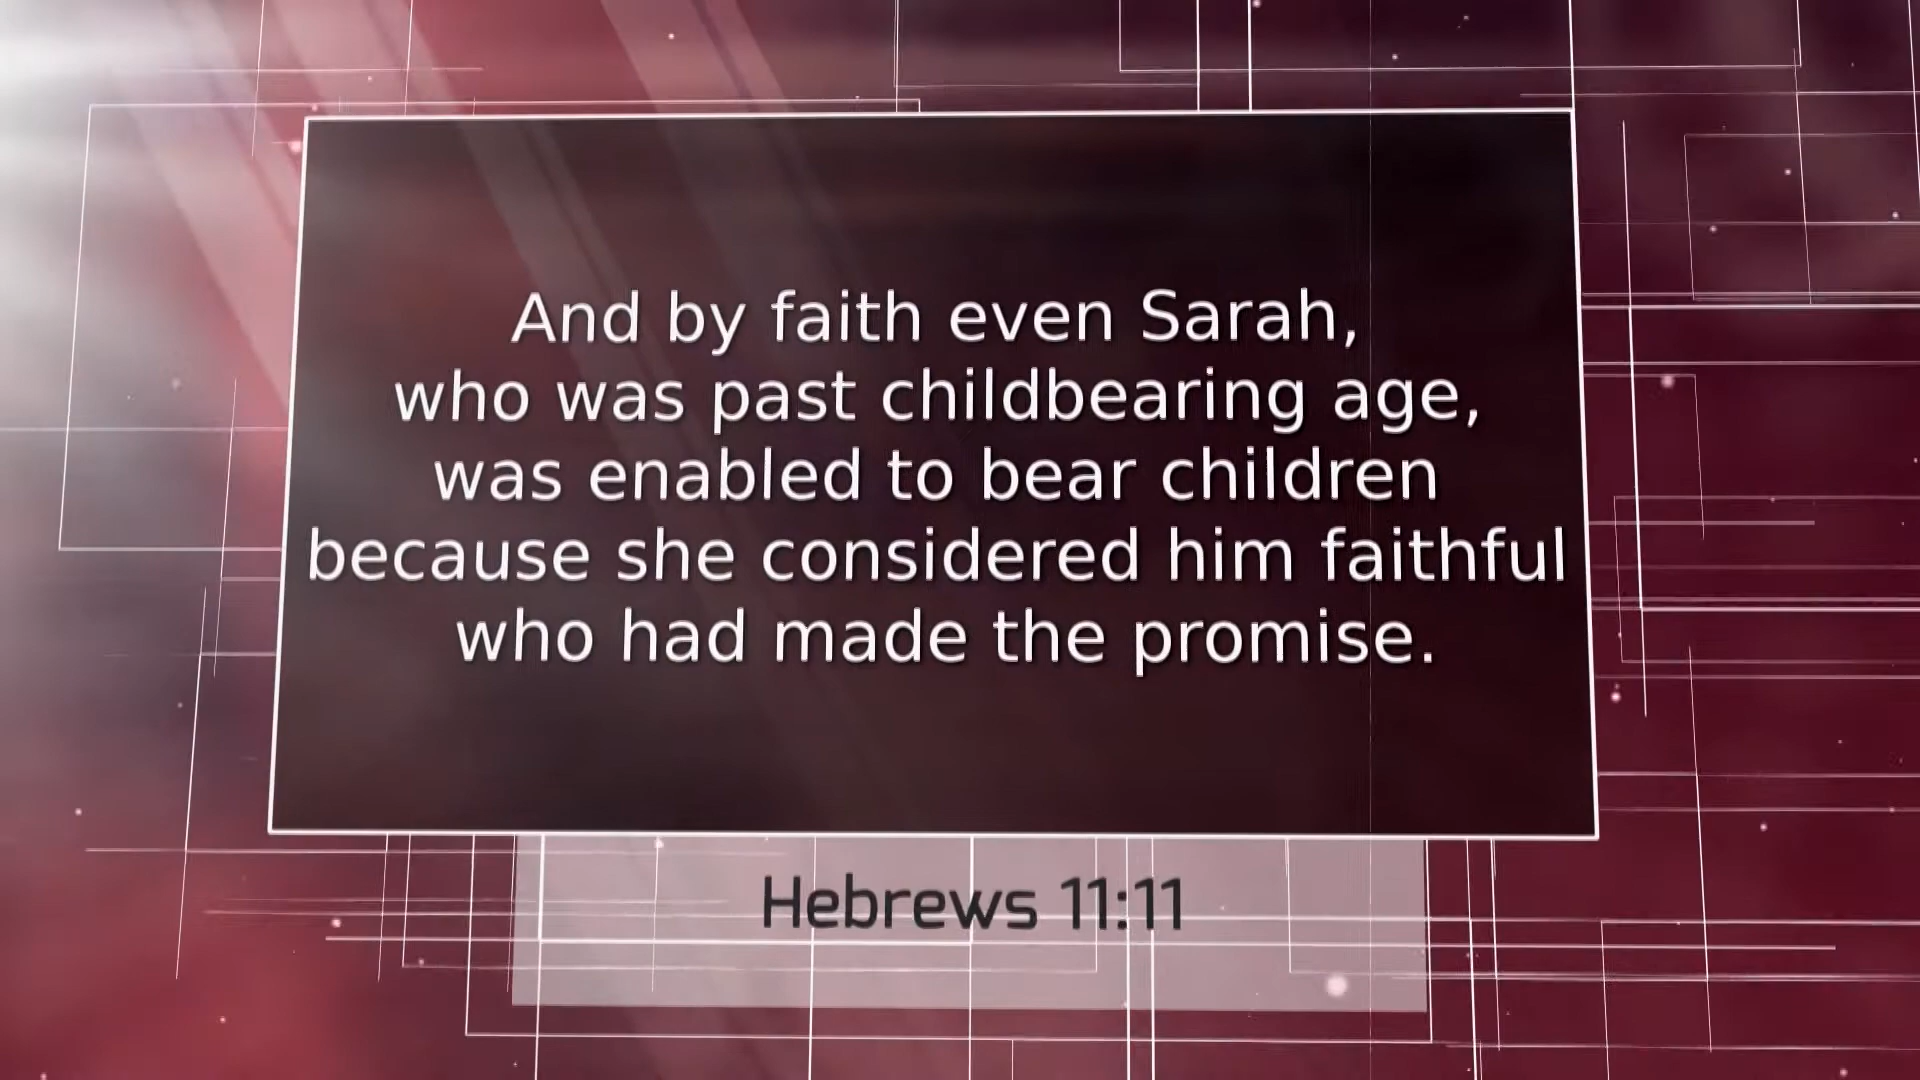 And by faith even Sarah,
who was past childbearing age,
was enabled to bear children
because she considered him faithful
who had made the promise.
Hebrews 11:11